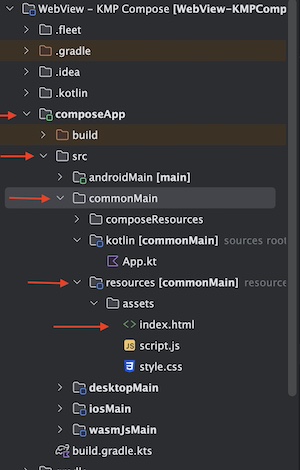 WebView – KMP Compose [WebView-KMPComp
.fleet
.gradle
.idea
.kotlin
composeApp
build
src
androidMain [main]
commonMain
composeResources
kotlin [commonMain] sources root
App.kt
resources [commonMain] resource
assets
<> index.html
JS script.js
style.css
desktopMain
iosMain
wasmJsMain
build.gradle.kts